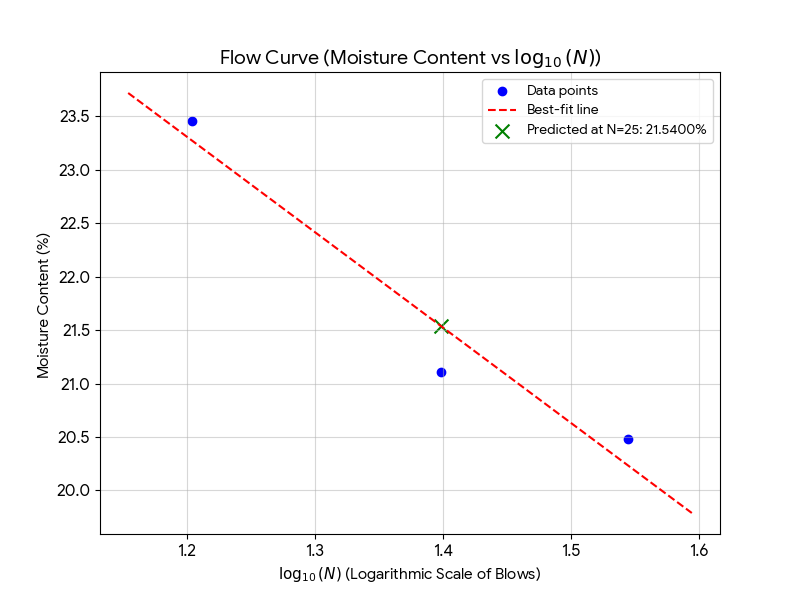 Flow Curve (Moisture Content vs log₁₀(N))
Data points
Best-fit line
Predicted at N=25: 21.5400%
Moisture Content (%)
23.5
23.0
22.5
22.0
21.5
21.0
20.5
20.0
1.2 1.3 1.4 1.5 1.6
log₁₀(N) (Logarithmic Scale of Blows)